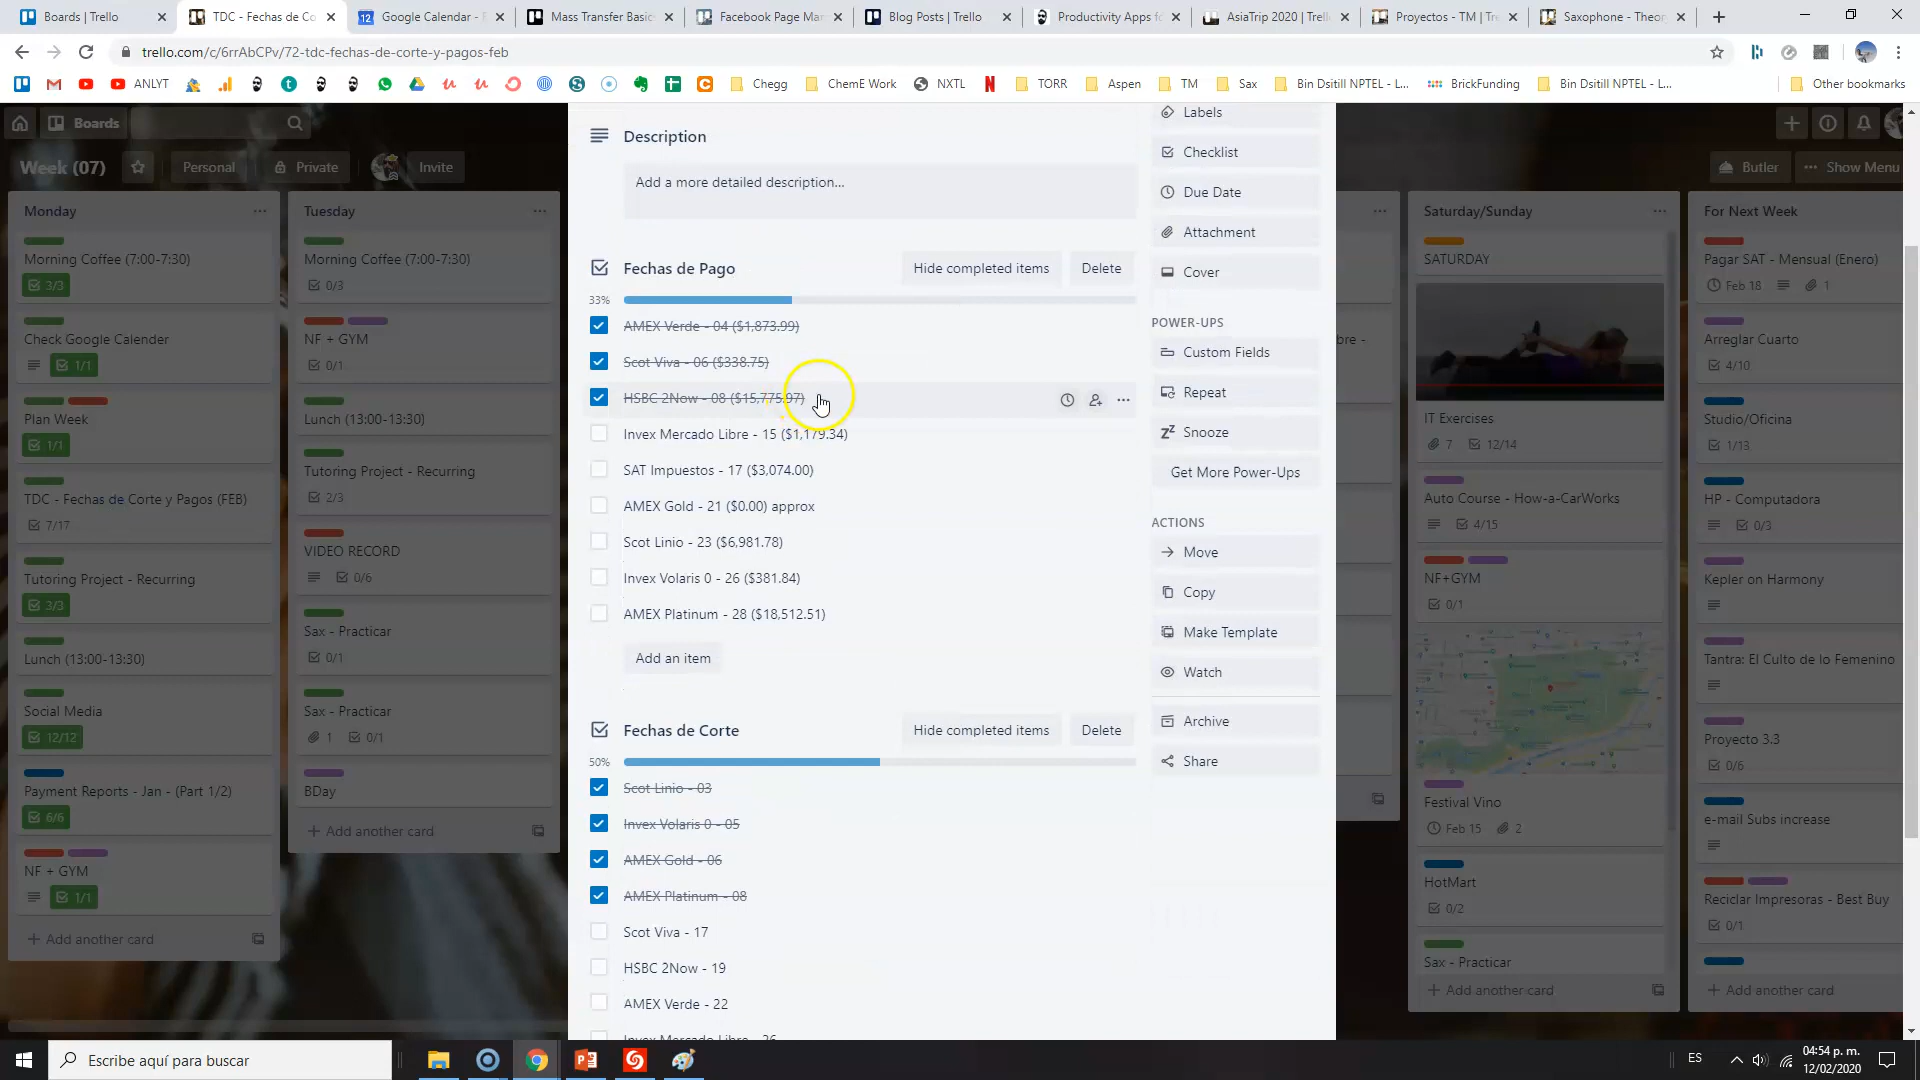 Boards | Trello
TDC - Fechas de Co
Google Calendar - F
Mass Transfer Basic
Facebook Page Ma
Blog Posts | Trello
Productivity Apps fo
AsiaTrip 2020 | Trell
Proyectos - TM | Tre
Saxophone - Theor
trello.com/c/6rrAbCPv/72-tdc-fechas-de-corte-y-pagos-feb
ANLYT
Chegg
ChemE Work
NXTL
TORR
Aspen
TM
Sax
Bin Dsitill NPTEL - L...
BrickFunding
Bin Dsitill NPTEL - L...
Other bookmarks
Boards
Week (07)
Personal
Private
Invite
Butler
Show Menu
Monday
Morning Coffee (7:00-7:30)
3/3
Check Google Calender
1/1
Plan Week
1/1
TDC - Fechas de Corte y Pagos (FEB)
7/17
Tutoring Project - Recurring
3/3
Lunch (13:00-13:30)
Social Media
12/12
Payment Reports - Jan - (Part 1/2)
6/6
NF + GYM
1/1
+ Add another card
Tuesday
Morning Coffee (7:00-7:30)
0/3
NF + GYM
0/1
Lunch (13:00-13:30)
Tutoring Project - Recurring
2/3
VIDEO RECORD
0/6
Sax - Practicar
0/1
Sax - Practicar
1
0/1
BDay
+ Add another card
Description
Add a more detailed description...
Fechas de Pago
Hide completed items
Delete
33%
AMEX Verde - 04 ($1,873.99)
Scot Viva - 06 ($338.75)
HSBC 2Now - 08 ($15,775.97)
Invex Mercado Libre - 15 ($1,179.34)
SAT Impuestos - 17 ($3,074.00)
AMEX Gold - 21 ($0.00) approx
Scot Linio - 23 ($6,981.78)
Invex Volaris 0 - 26 ($381.84)
AMEX Platinum - 28 ($18,512.51)
Add an item
Fechas de Corte
Hide completed items
Delete
50%
Scot Linio - 03
Invex Volaris 0 - 05
AMEX Gold - 06
AMEX Platinum - 08
Scot Viva - 17
HSBC 2Now - 19
AMEX Verde - 22
Invex Mercado Libre - 26
Labels
Checklist
Due Date
Attachment
Cover
POWER-UPS
Custom Fields
Repeat
Snooze
Get More Power-Ups
ACTIONS
Move
Copy
Make Template
Watch
Archive
Share
Saturday/Sunday
SATURDAY
IT Exercises
7
12/14
Auto Course - How-a-CarWorks
4/15
NF+GYM
0/1
Festival Vino
Feb 15
2
HotMart
0/2
Sax - Practicar
+ Add another card
For Next Week
Pagar SAT - Mensual (Enero)
Feb 18
1
Arreglar Cuarto
4/10
Studio/Oficina
1/13
HP - Computadora
0/3
Kepler on Harmony
Tantra: El Culto de lo Femenino
Proyecto 3.3
0/6
e-mail Subs increase
Reciclar Impresoras - Best Buy
0/1
+ Add another card
Escribe aquí para buscar
ES
04:54 p. m.
12/02/2020